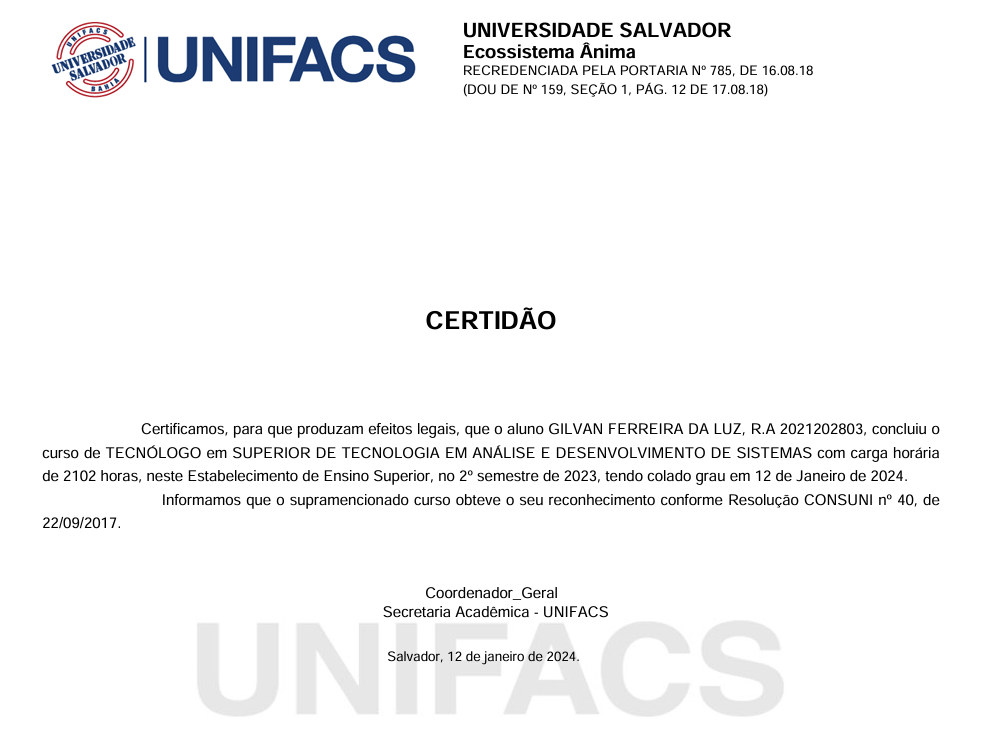 UNIFACS
UNIVERSIDADE
SALVADOR
BAHIA
UNIFACS
UNIVERSIDADE SALVADOR
Ecossistema Ânima
RECREDENCIADA PELA PORTARIA Nº 785, DE 16.08.18
(DOU DE Nº 159, SEÇÃO 1, PÁG. 12 DE 17.08.18)
CERTIDÃO
Certificamos, para que produzam efeitos legais, que o aluno GILVAN FERREIRA DA LUZ, R.A 2021202803, concluiu o
curso de TECNÓLOGO em SUPERIOR DE TECNOLOGIA EM ANÁLISE E DESENVOLVIMENTO DE SISTEMAS com carga horária
de 2102 horas, neste Estabelecimento de Ensino Superior, no 2º semestre de 2023, tendo colado grau em 12 de Janeiro de 2024.
Informamos que o supramencionado curso obteve o seu reconhecimento conforme Resolução CONSUNI nº 40, de
22/09/2017.
Coordenador_Geral
Secretaria Acadêmica - UNIFACS
Salvador, 12 de janeiro de 2024.
UNIFACS